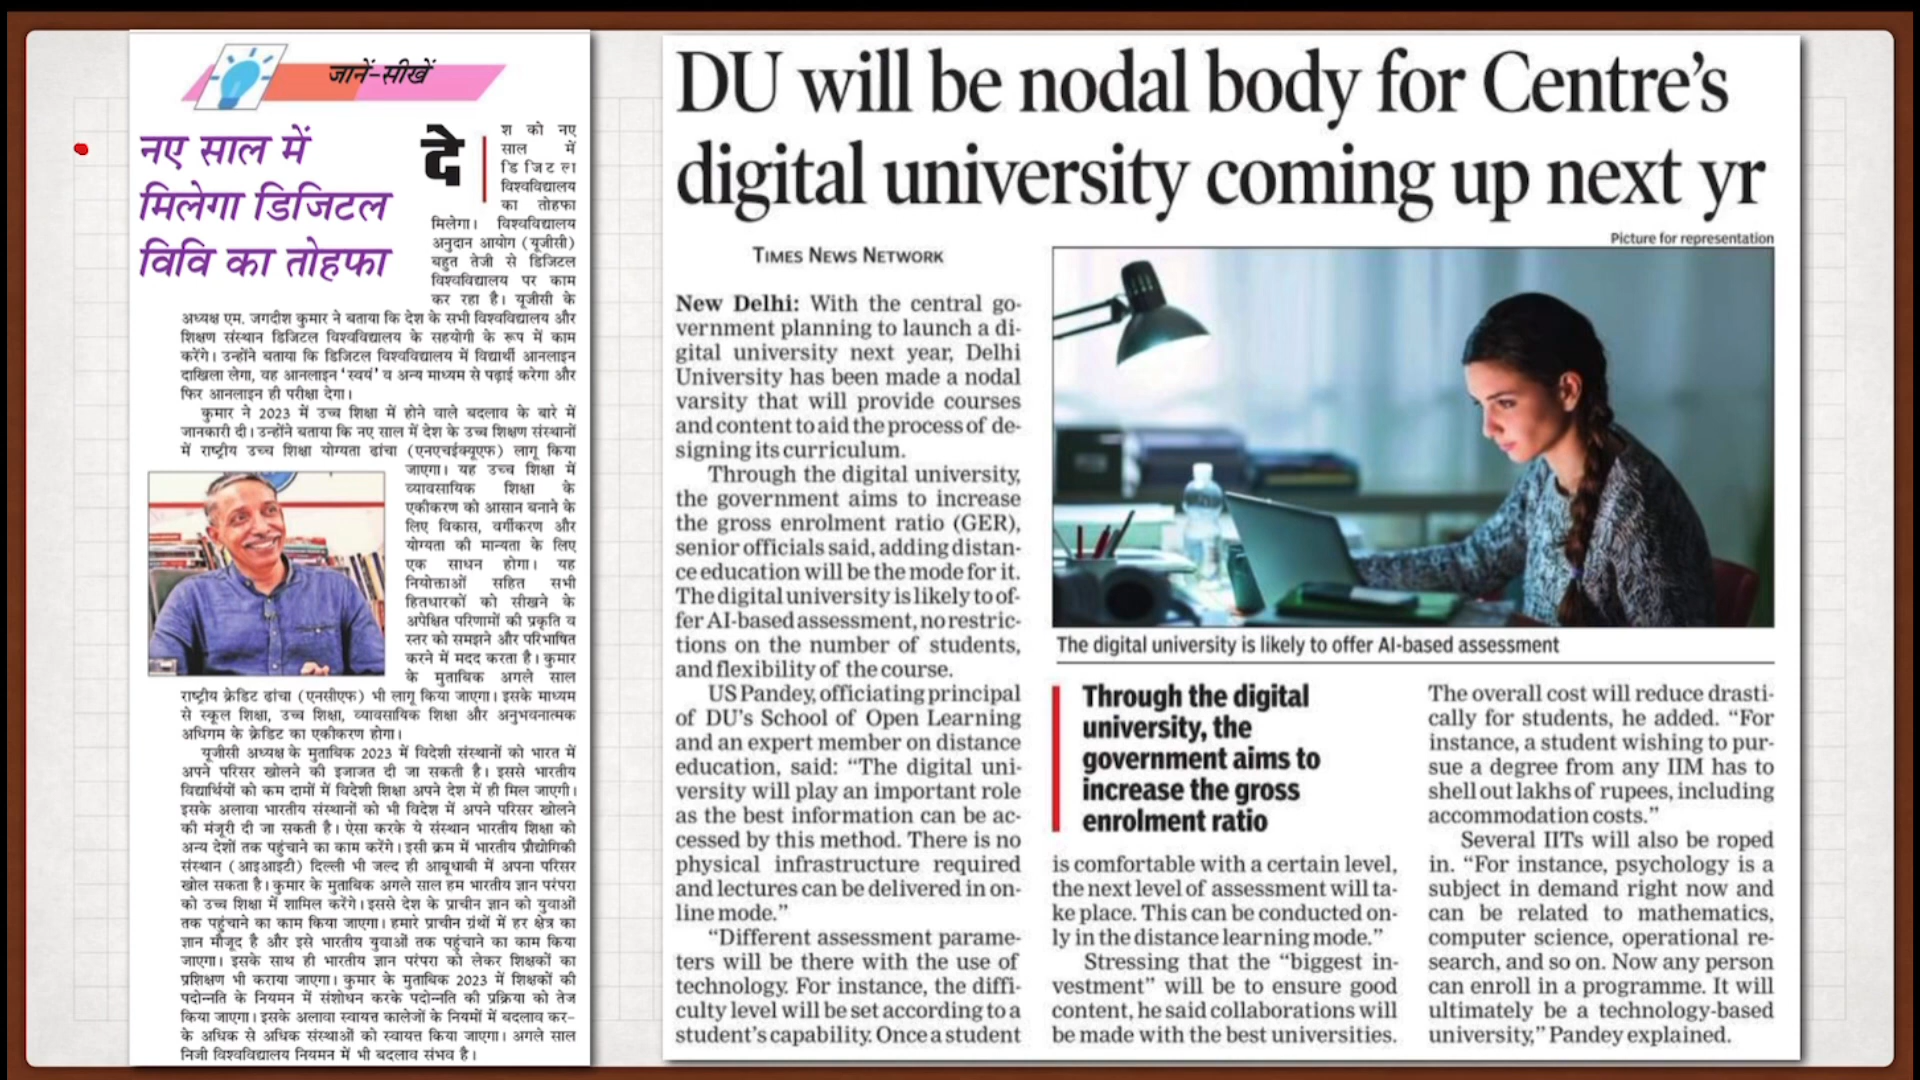 जानें-सीखें
नए साल में
मिलेगा डिजिटल
विवि का तोहफा
देश को नए
साल में
डिजिटल
विश्वविद्यालय
का तोहफा
मिलेगा। विश्वविद्यालय
अनुदान आयोग (यूजीसी)
बहुत तेजी से डिजिटल
विश्वविद्यालय पर काम
कर रहा है। यूजीसी के
अध्यक्ष एम. जगदीश कुमार ने बताया कि देश के सभी विश्वविद्यालय और
शिक्षण संस्थान डिजिटल विश्वविद्यालय के सहयोगी के रूप में काम
करेंगे। उन्होंने बताया कि डिजिटल विश्वविद्यालय में विद्यार्थी आनलाइन
दाखिला लेगा, वह आनलाइन ‘स्वयं’ व अन्य माध्यम से पढ़ाई करेगा और
फिर आनलाइन ही परीक्षा देगा।
कुमार ने 2023 में उच्च शिक्षा में होने वाले बदलाव के बारे में
जानकारी दी। उन्होंने बताया कि नए साल में देश के उच्च शिक्षण संस्थानों
में राष्ट्रीय उच्च शिक्षा योग्यता ढांचा (एनएचईक्यूएफ) लागू किया
जाएगा। यह उच्च शिक्षा में
व्यावसायिक शिक्षा के
एकीकरण को आसान बनाने के
लिए विकास, वर्गीकरण और
योग्यता की मान्यता के लिए
एक साधन होगा। यह
नियोक्ताओं सहित सभी
हितधारकों को सीखने के
अपेक्षित परिणामों की प्रकृति व
स्तर को समझने और परिभाषित
करने में मदद करता है। कुमार
के मुताबिक अगले साल
राष्ट्रीय क्रेडिट ढांचा (एनसीएफ) भी लागू किया जाएगा। इसके माध्यम
से स्कूल शिक्षा, उच्च शिक्षा, व्यावसायिक शिक्षा और अनुभवनात्मक
अधिगम के क्रेडिट का एकीकरण होगा।
यूजीसी अध्यक्ष के मुताबिक 2023 में विदेशी संस्थानों को भारत में
अपने परिसर खोलने की इजाजत दी जा सकती है। इससे भारतीय
विद्यार्थियों को कम दामों में विदेशी शिक्षा अपने देश में ही मिल जाएगी।
इसके अलावा भारतीय संस्थानों को भी विदेश में अपने परिसर खोलने
की मंजूरी दी जा सकती है। ऐसा करके ये संस्थान भारतीय शिक्षा को
अन्य देशों तक पहुंचाने का काम करेंगे। इसी क्रम में भारतीय प्रौद्योगिकी
संस्थान (आइआइटी) दिल्ली भी जल्द ही आबूधाबी में अपना परिसर
खोल सकता है। कुमार के मुताबिक अगले साल हम भारतीय ज्ञान परंपरा
को उच्च शिक्षा में शामिल करेंगे। इससे देश के प्राचीन ज्ञान को युवाओं
तक पहुंचाने का काम किया जाएगा। हमारे प्राचीन ग्रंथों में हर क्षेत्र का
ज्ञान मौजूद है और इसे भारतीय युवाओं तक पहुंचाने का काम किया
जाएगा। इसके साथ ही भारतीय ज्ञान परंपरा को लेकर शिक्षकों का
प्रशिक्षण भी कराया जाएगा। कुमार के मुताबिक 2023 में शिक्षकों की
पदोन्नति के नियमन में संशोधन करके पदोन्नति की प्रक्रिया को तेज
किया जाएगा। इसके अलावा स्वायत्त कालेजों के नियमों में बदलाव कर-
के अधिक से अधिक संस्थाओं को स्वायत्त किया जाएगा। अगले साल
निजी विश्वविद्यालय नियमन में भी बदलाव संभव है।
DU will be nodal body for Centre’s
digital university coming up next yr
Picture for representation
TIMES NEWS NETWORK
New Delhi: With the central go-
vernment planning to launch a di-
gital university next year, Delhi
University has been made a nodal
varsity that will provide courses
and content to aid the process of de-
signing its curriculum.
Through the digital university,
the government aims to increase
the gross enrolment ratio (GER),
senior officials said, adding distan-
ce education will be the mode for it.
The digital university is likely to of-
fer AI-based assessment, no restric-
tions on the number of students,
and flexibility of the course.
US Pandey, officiating principal
of DU’s School of Open Learning
and an expert member on distance
education, said: “The digital uni-
versity will play an important role
as the best information can be ac-
cessed by this method. There is no
physical infrastructure required
and lectures can be delivered in on-
line mode.”
“Different assessment parame-
ters will be there with the use of
technology. For instance, the diffi-
culty level will be set according to a
student’s capability. Once a student
The digital university is likely to offer AI-based assessment
Through the digital
university, the
government aims to
increase the gross
enrolment ratio
is comfortable with a certain level,
the next level of assessment will ta-
ke place. This can be conducted on-
ly in the distance learning mode.”
Stressing that the “biggest in-
vestment” will be to ensure good
content, he said collaborations will
be made with the best universities.
The overall cost will reduce drasti-
cally for students, he added. “For
instance, a student wishing to pur-
sue a degree from any IIM has to
shell out lakhs of rupees, including
accommodation costs.”
Several IITs will also be roped
in. “For instance, psychology is a
subject in demand right now and
can be related to mathematics,
computer science, operational re-
search, and so on. Now any person
can enroll in a programme. It will
ultimately be a technology-based
university,” Pandey explained.